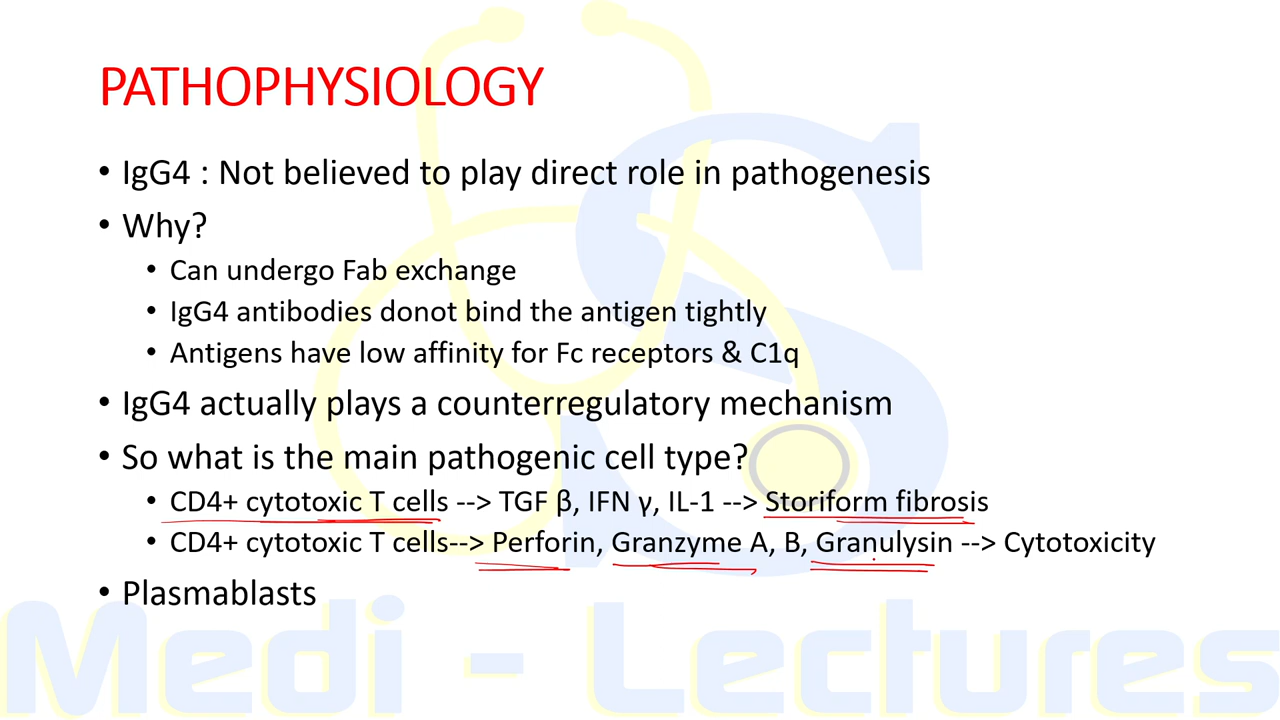 PATHOPHYSIOLOGY
• IgG4 : Not believed to play direct role in pathogenesis
• Why?
• Can undergo Fab exchange
• IgG4 antibodies donot bind the antigen tightly
• Antigens have low affinity for Fc receptors & C1q
• IgG4 actually plays a counterregulatory mechanism
• So what is the main pathogenic cell type?
• CD4+ cytotoxic T cells --> TGF β, IFN γ, IL-1 --> Storiform fibrosis
• CD4+ cytotoxic T cells--> Perforin, Granzyme A, B, Granulysin --> Cytotoxicity
• Plasmablasts
Medi - Lectures